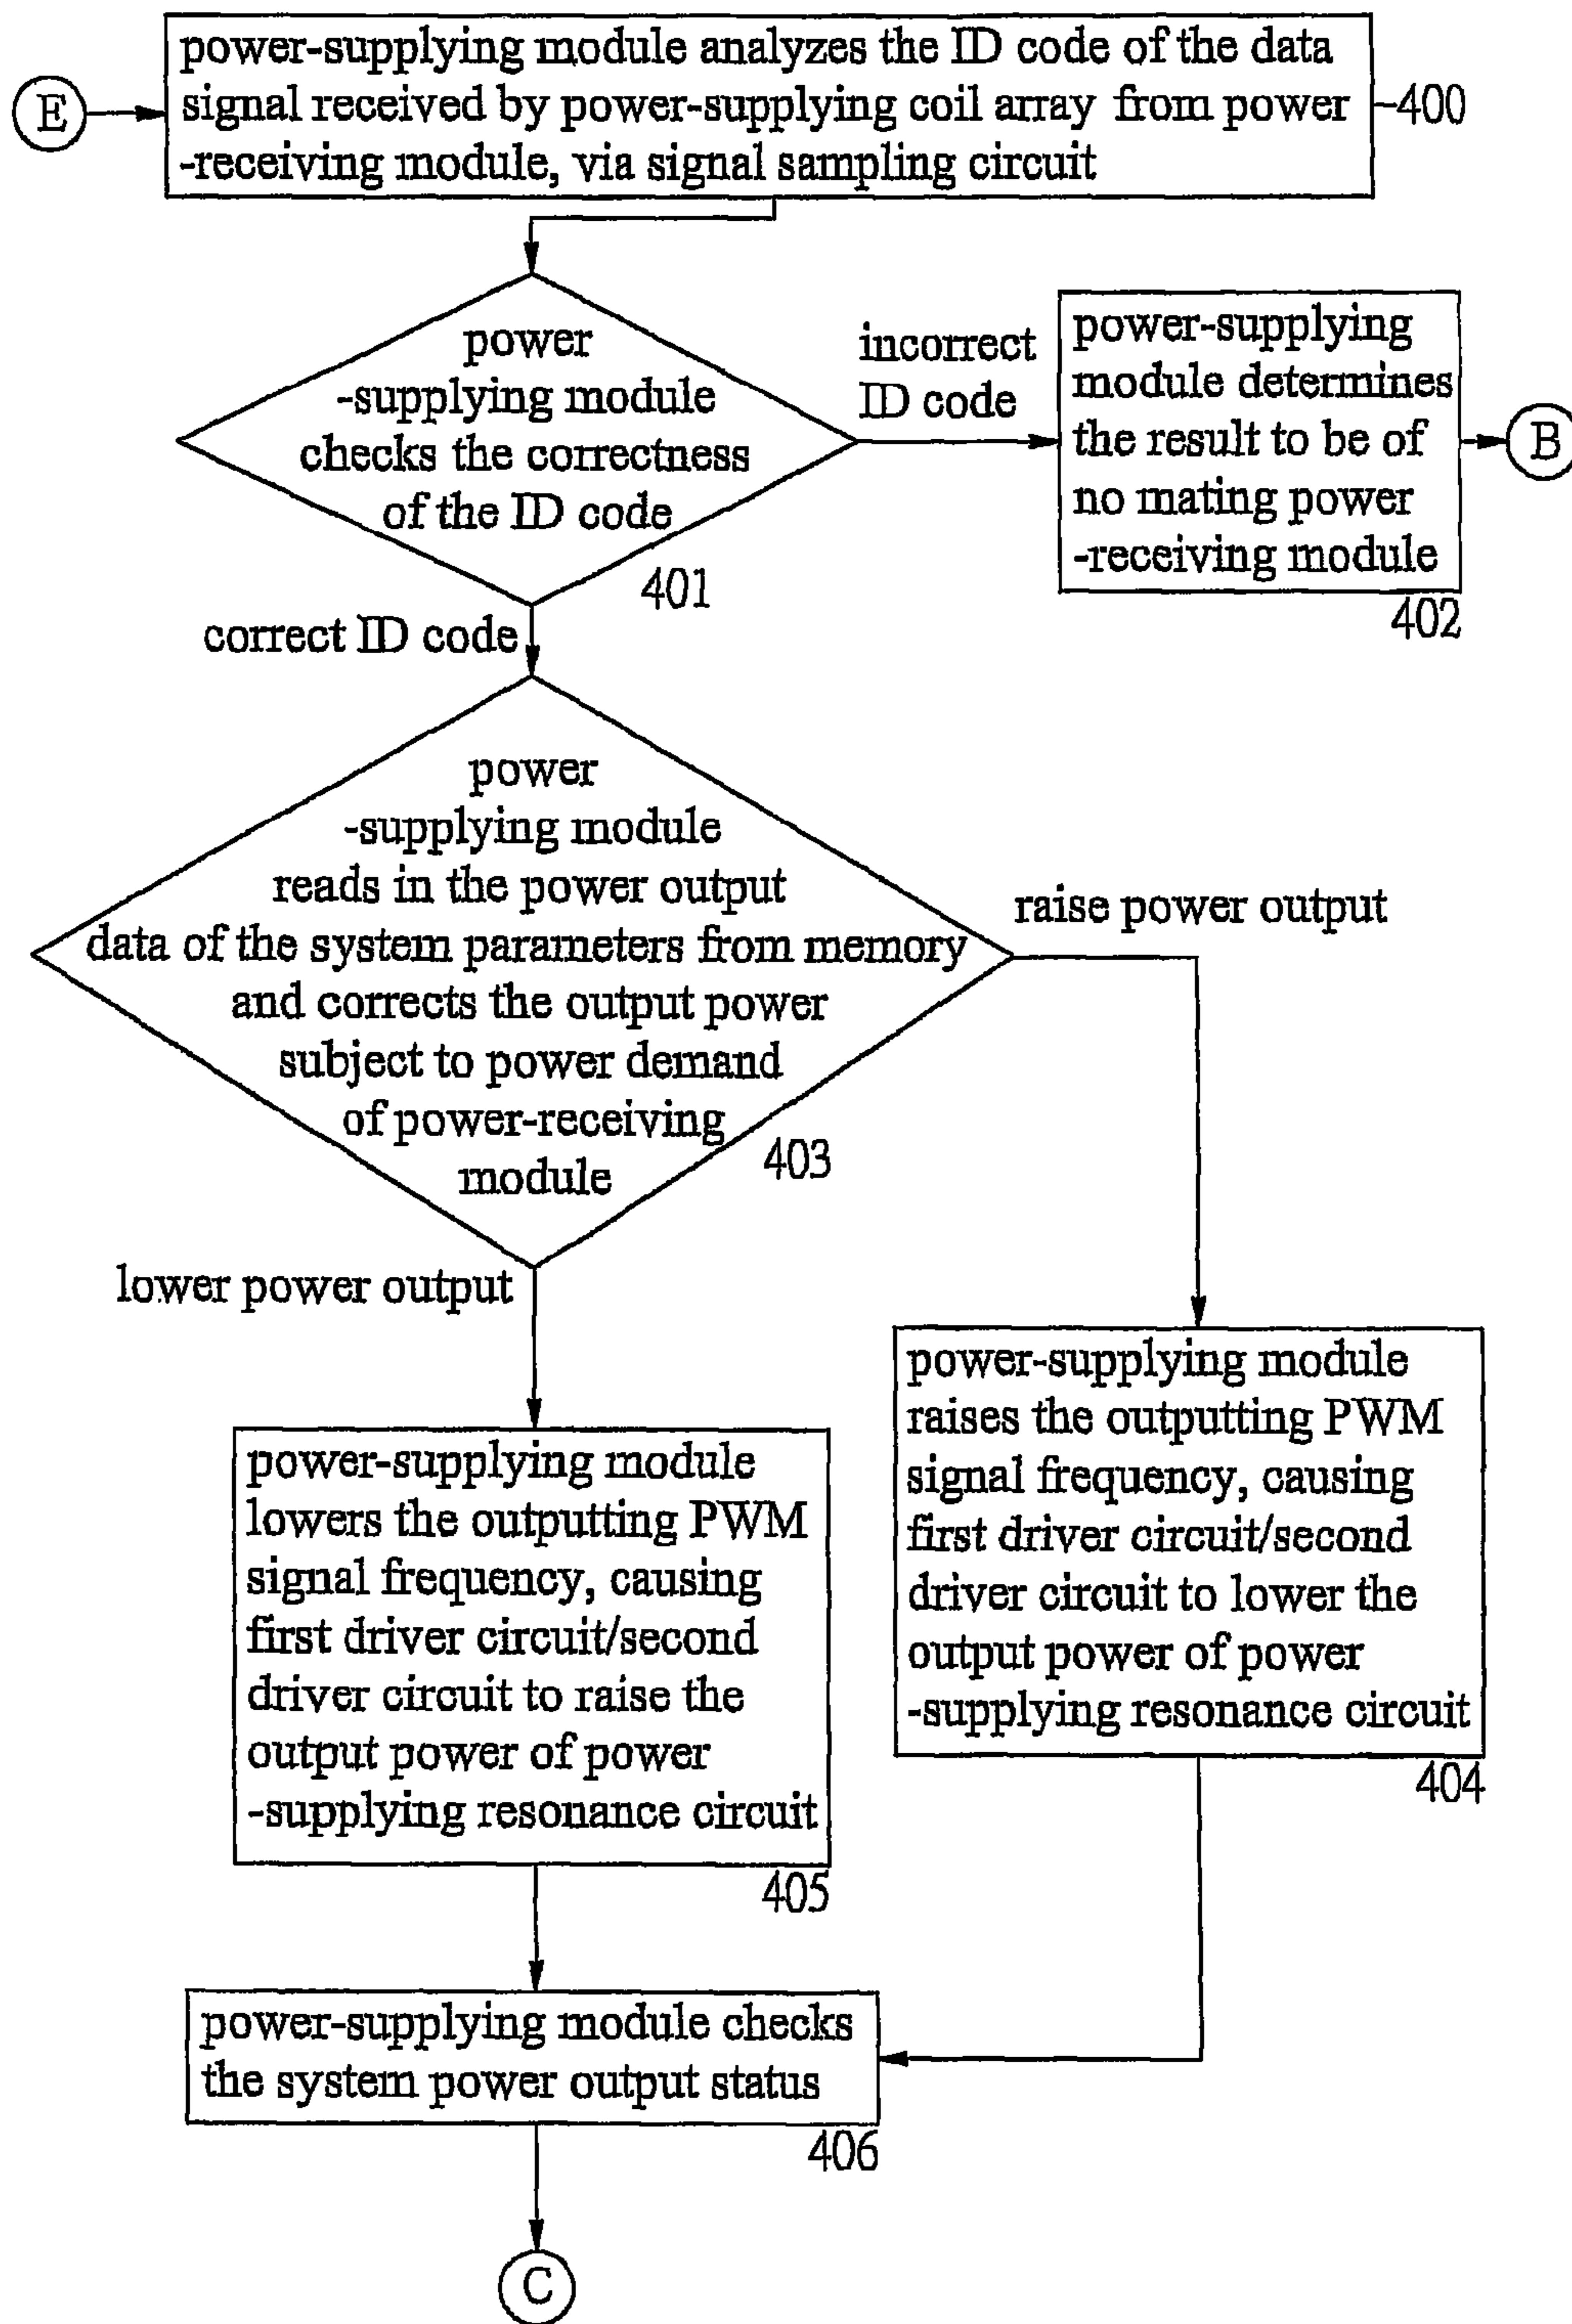 power-supplying module analyzes the ID code of the data
signal received by power-supplying coil array from power
-receiving module, via signal sampling circuit
E
400
power
-supplying module
checks the correctness
of the ID code
401
incorrect
ID code
power-supplying
module determines
the result to be of
no mating power
-receiving module
402
B
correct ID code
power
-supplying module
reads in the power output
data of the system parameters from memory
and corrects the output power
subject to power demand
of power-receiving
module
403
raise power output
lower power output
power-supplying module
raises the outputting PWM
signal frequency, causing
first driver circuit/second
driver circuit to lower the
output power of power
-supplying resonance circuit
404
power-supplying module
lowers the outputting PWM
signal frequency, causing
first driver circuit/second
driver circuit to raise the
output power of power
-supplying resonance circuit
405
power-supplying module checks
the system power output status
406
C